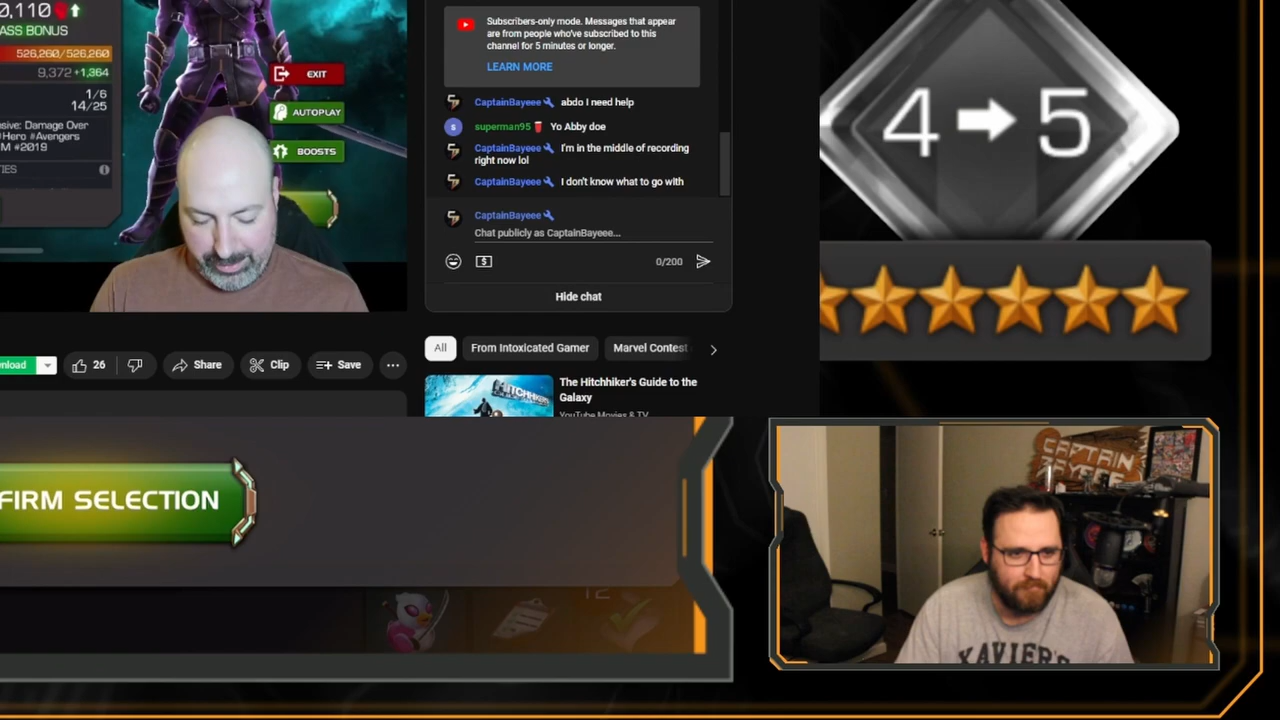 0,110
ASS BONUS
526,260/526,260
9,372 +1,364
1/6
14/25
sive: Damage Over
Hero #Avengers
M #2019
TIES
EXIT
AUTOPLAY
BOOSTS
Subscribers-only mode. Messages that appear
are from people who've subscribed to this
channel for 5 minutes or longer.
LEARN MORE
CaptainBayeee abdo I need help
superman95 Yo Abby doe
CaptainBayeee I'm in the middle of recording
right now lol
CaptainBayeee I don't know what to go with
CaptainBayeee
Chat publicly as CaptainBayeee...
0/200
Hide chat
4 5
nload
26
Share
Clip
Save
All
From Intoxicated Gamer
Marvel Contest
The Hitchhiker's Guide to the
Galaxy
YouTube Movies & TV
FIRM SELECTION
12
CAPTAIN
BAYEEE
XAVIER'S